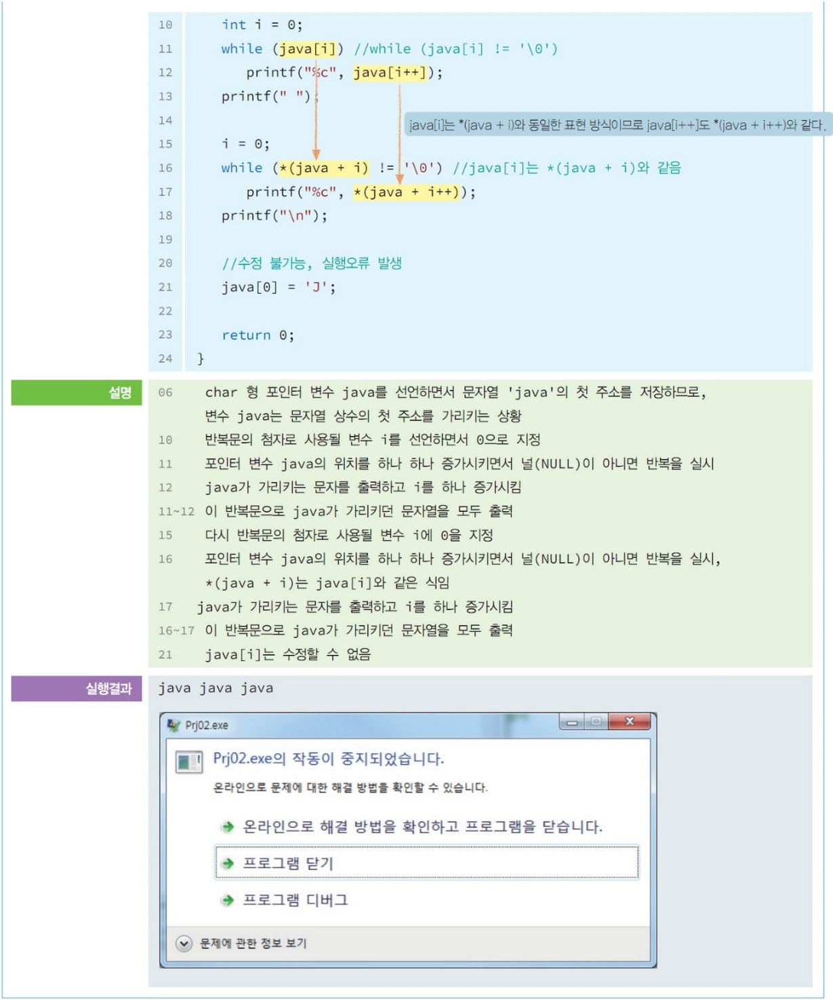 10 int i = 0;
11 while (java[i]) //while (java[i] != '\0')
12 printf("%c", java[i++]);
13 printf(" ");
14
java[i]는 *(java + i)와 동일한 표현 방식이므로 java[i++]도 *(java + i++)와 같다.
15 i = 0;
16 while (*(java + i) != '\0') //java[i]는 *(java + i)와 같음
17 printf("%c", *(java + i++));
18 printf("\n");
19
20 //수정 불가능, 실행오류 발생
21 java[0] = 'J';
22
23 return 0;
24 }
설명
06 char 형 포인터 변수 java를 선언하면서 문자열 'java'의 첫 주소를 저장하므로,
변수 java는 문자열 상수의 첫 주소를 가리키는 상황
10 반복문의 첨자로 사용될 변수 i를 선언하면서 0으로 지정
11 포인터 변수 java의 위치를 하나 하나 증가시키면서 널(NULL)이 아니면 반복을 실시
12 java가 가리키는 문자를 출력하고 i를 하나 증가시킴
11~12 이 반복문으로 java가 가리키던 문자열을 모두 출력
15 다시 반복문의 첨자로 사용될 변수 i에 0을 지정
16 포인터 변수 java의 위치를 하나 하나 증가시키면서 널(NULL)이 아니면 반복을 실시,
*(java + i)는 java[i]와 같은 식임
17 java가 가리키는 문자를 출력하고 i를 하나 증가시킴
16~17 이 반복문으로 java가 가리키던 문자열을 모두 출력
21 java[i]는 수정할 수 없음
실행결과
java java java
Prj02.exe
Prj02.exe의 작동이 중지되었습니다.
온라인으로 문제에 대한 해결 방법을 확인할 수 있습니다.
온라인으로 해결 방법을 확인하고 프로그램을 닫습니다.
프로그램 닫기
프로그램 디버그
문제에 관한 정보 보기